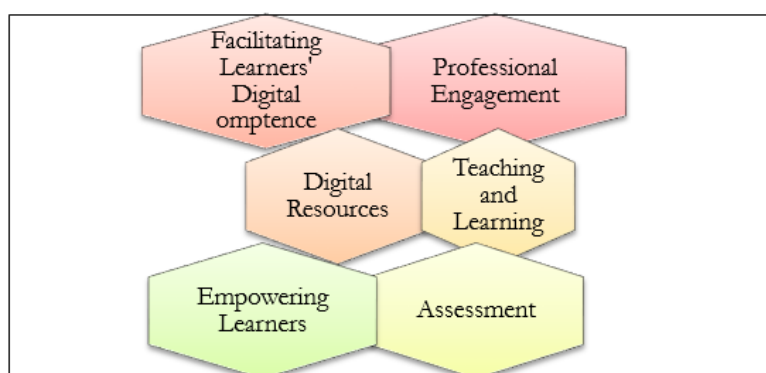 Facilitating
Learners'
Digital
omptence
Professional
Engagement
Digital
Resources
Teaching
and
Learning
Empowering
Learners
Assessment